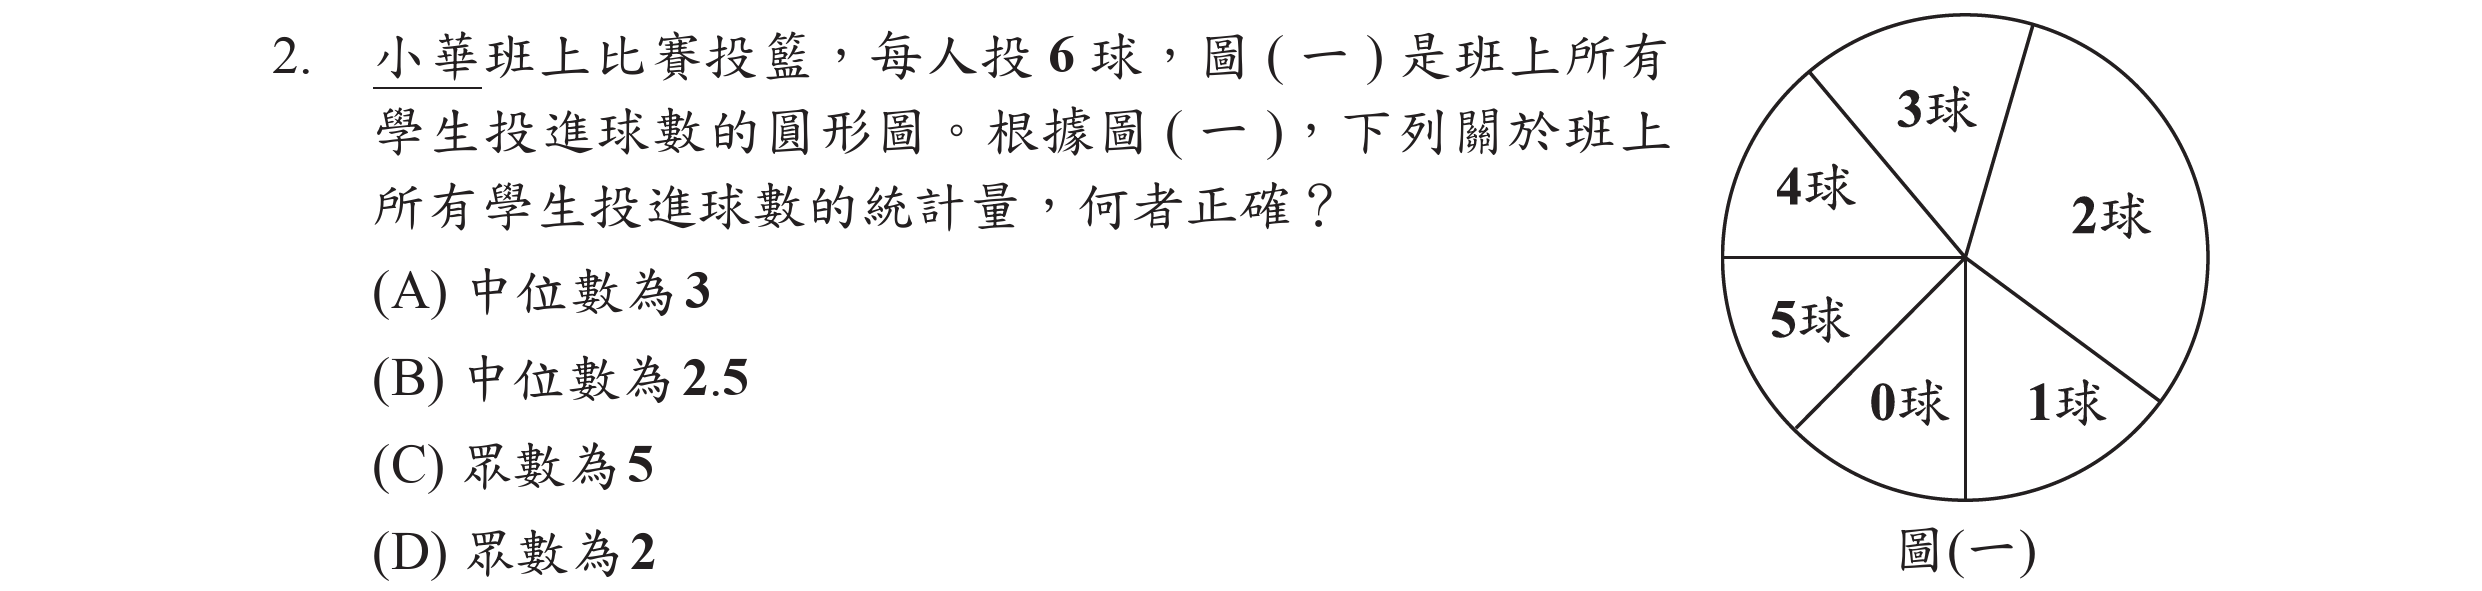 2. 小華班上比賽投籃，每人投 6 球，圖 ( 一 ) 是班上所有
學生投進球數的圓形圖。根據圖 ( 一 )，下列關於班上
所有學生投進球數的統計量，何者正確？
(A) 中位數為 3
(B) 中位數為 2.5
(C) 眾數為 5
(D) 眾數為 2
3球
4球
2球
5球
0球
1球
圖(一)